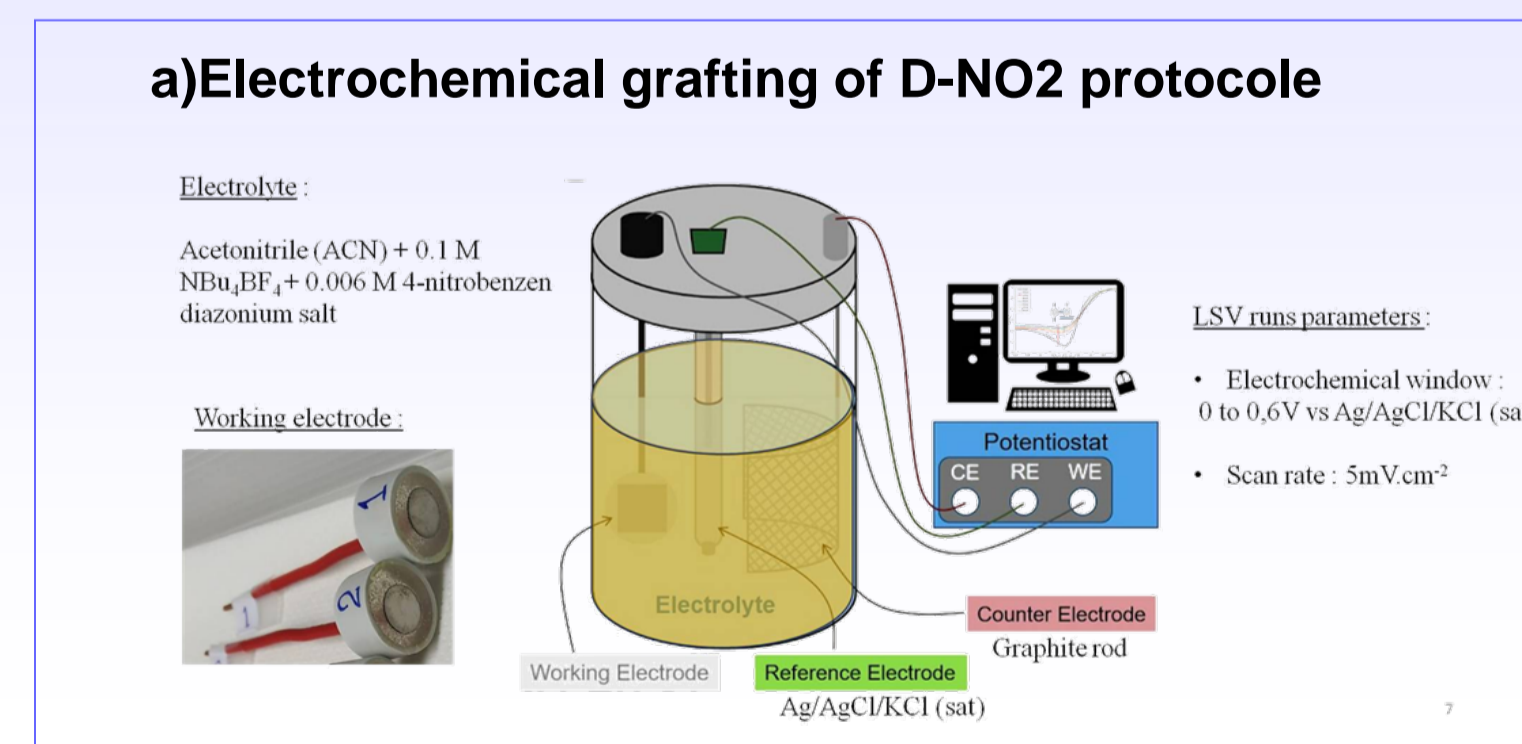 a)Electrochemical grafting of D-NO2 protocole
Electrolyte :
Acetonitrile (ACN) + 0.1 M
NBu₄BF₄ + 0.006 M 4-nitrobenzen
diazonium salt
Working electrode :
1
2
1
Electrolyte
Working Electrode
Reference Electrode
Ag/AgCl/KCl (sat)
Counter Electrode
Graphite rod
Potentiostat
CE RE WE
LSV runs parameters :
• Electrochemical window :
0 to 0,6V vs Ag/AgCl/KCl (sa
• Scan rate : 5mV.cm⁻²
7